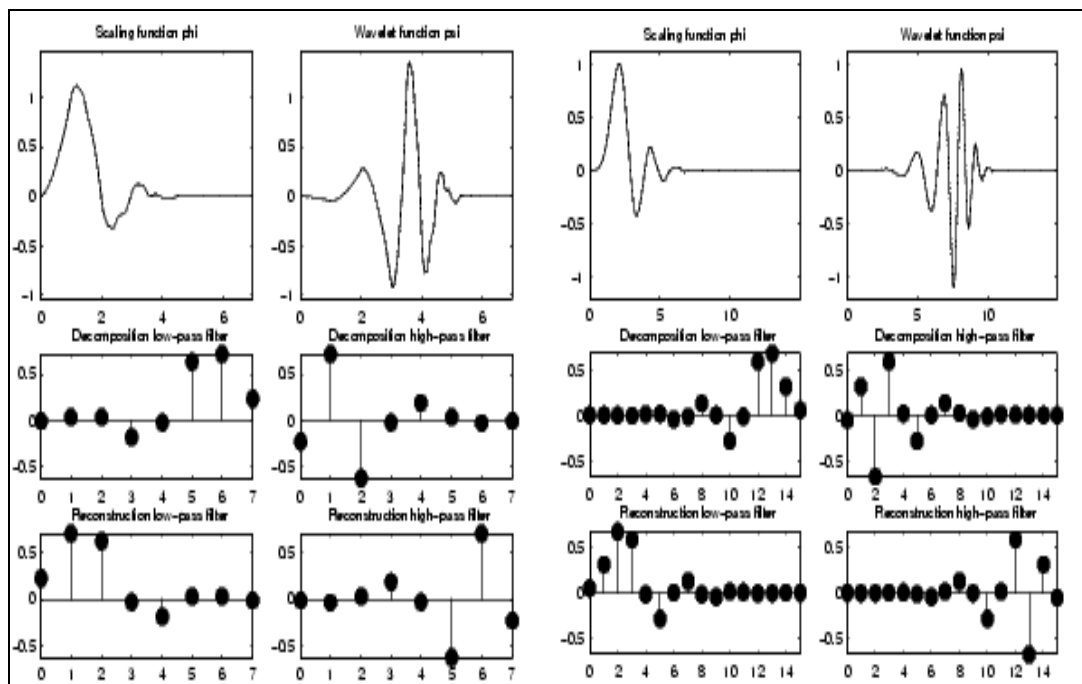 Scaling function phi
Wavelet function psi
Scaling function phi
Wavelet function psi
1
0.5
0
−0.5
−1
0 2 4 6
1
0.5
0
−0.5
−1
0 2 4 6
1
0.5
0
−0.5
−1
0 5 10
1
0.5
0
−0.5
−1
5 10
Decomposition low−pass filter
Decomposition high−pass filter
Decomposition low−pass filter
Decomposition high−pass filter
0.5
0
−0.5
0 1 2 3 4 5 6 7
0.5
0
−0.5
0 1 2 3 4 5 6 7
0.5
0
−0.5
0 2 4 6 8 10 12 14
0.5
0
−0.5
0 2 4 6 8 10 12 14
Reconstruction low−pass filter
Reconstruction high−pass filter
Reconstruction low−pass filter
Reconstruction high−pass filter
0.5
0
−0.5
0 1 2 3 4 5 6 7
0.5
0
−0.5
0 1 2 3 4 5 6 7
0.5
0
−0.5
0 2 4 6 8 10 12 14
0.5
0
−0.5
0 2 4 6 8 10 12 14